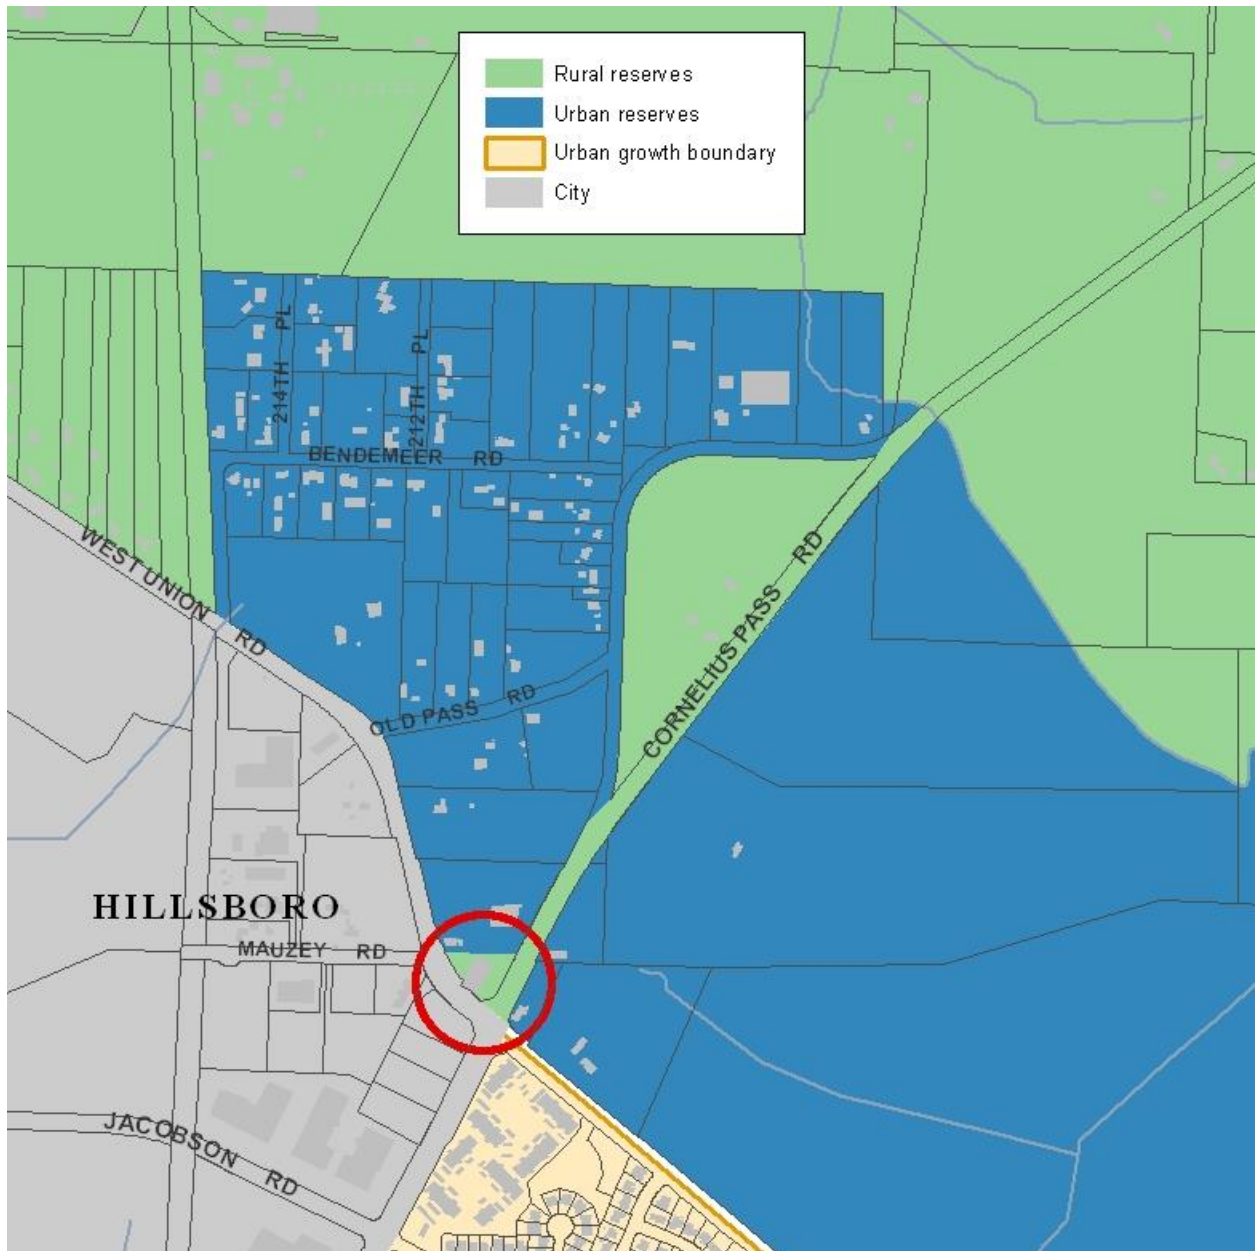 Rural reserves
Urban reserves
Urban growth boundary
City
214TH PL
212TH PL
BENDEMEER RD
WEST UNION RD
CORNELIUS PASS RD
OLD PASS RD
HILLSBORO
MAUZEY RD
JACOBSON RD